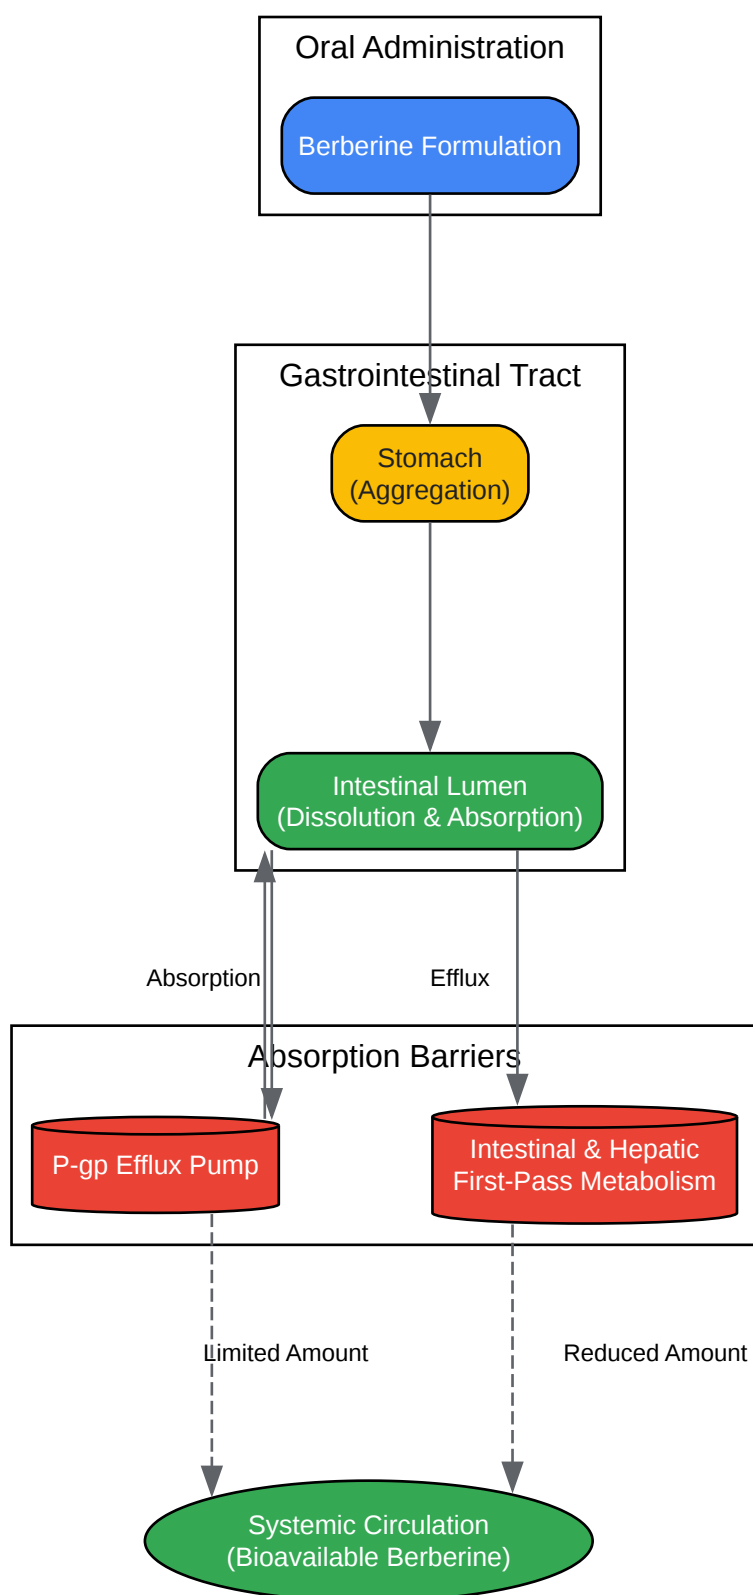 Oral Administration
Berberine Formulation
Gastrointestinal Tract
Stomach
(Aggregation)
Intestinal Lumen
(Dissolution & Absorption)
Absorption
Efflux
Absorption Barriers
P-gp Efflux Pump
Intestinal & Hepatic
First-Pass Metabolism
Limited Amount
Reduced Amount
Systemic Circulation
(Bioavailable Berberine)